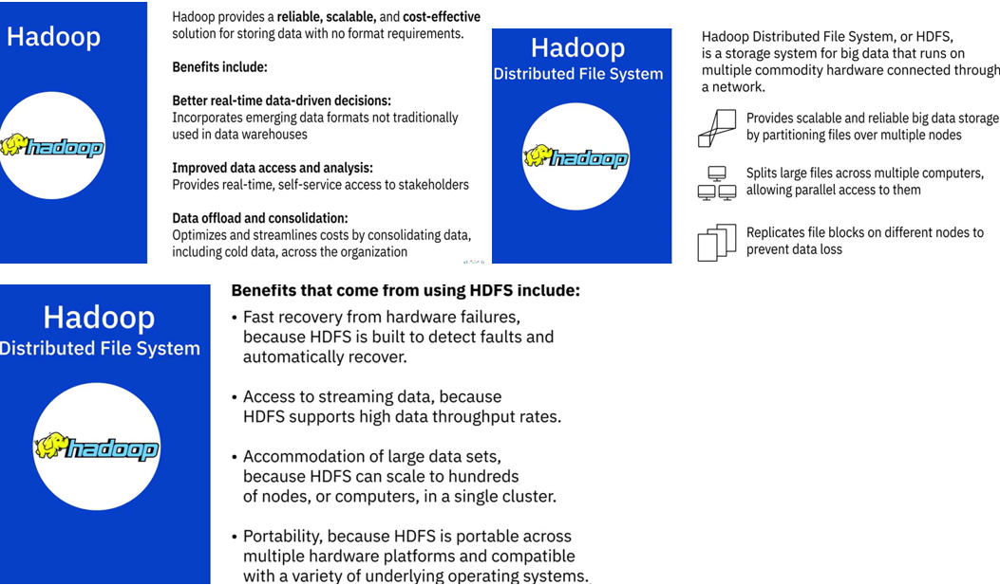 Hadoop
hadoop
Hadoop provides a reliable, scalable, and cost-effective
solution for storing data with no format requirements.
Benefits include:
Better real-time data-driven decisions:
Incorporates emerging data formats not traditionally
used in data warehouses
Improved data access and analysis:
Provides real-time, self-service access to stakeholders
Data offload and consolidation:
Optimizes and streamlines costs by consolidating data,
including cold data, across the organization
Hadoop
Distributed File System
hadoop
Hadoop Distributed File System, or HDFS,
is a storage system for big data that runs on
multiple commodity hardware connected through
a network.
Provides scalable and reliable big data storage
by partitioning files over multiple nodes
Splits large files across multiple computers,
allowing parallel access to them
Replicates file blocks on different nodes to
prevent data loss
Hadoop
Distributed File System
hadoop
Benefits that come from using HDFS include:
• Fast recovery from hardware failures,
because HDFS is built to detect faults and
automatically recover.
• Access to streaming data, because
HDFS supports high data throughput rates.
• Accommodation of large data sets,
because HDFS can scale to hundreds
of nodes, or computers, in a single cluster.
• Portability, because HDFS is portable across
multiple hardware platforms and compatible
with a variety of underlying operating systems.